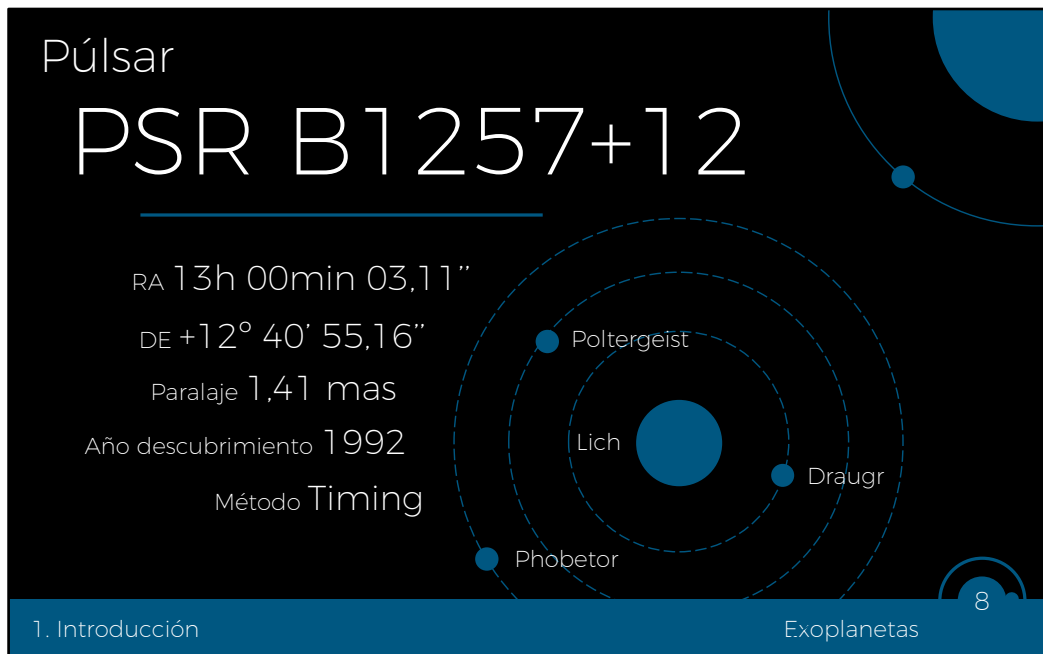 Púlsar
PSR B1257+12
RA 13h 00min 03,11’’
DE +12º 40’ 55,16’’
Paralaje 1,41 mas
Año descubrimiento 1992
Método Timing
Poltergeist
Lich
Draugr
Phobetor
8
1. Introducción
Exoplanetas